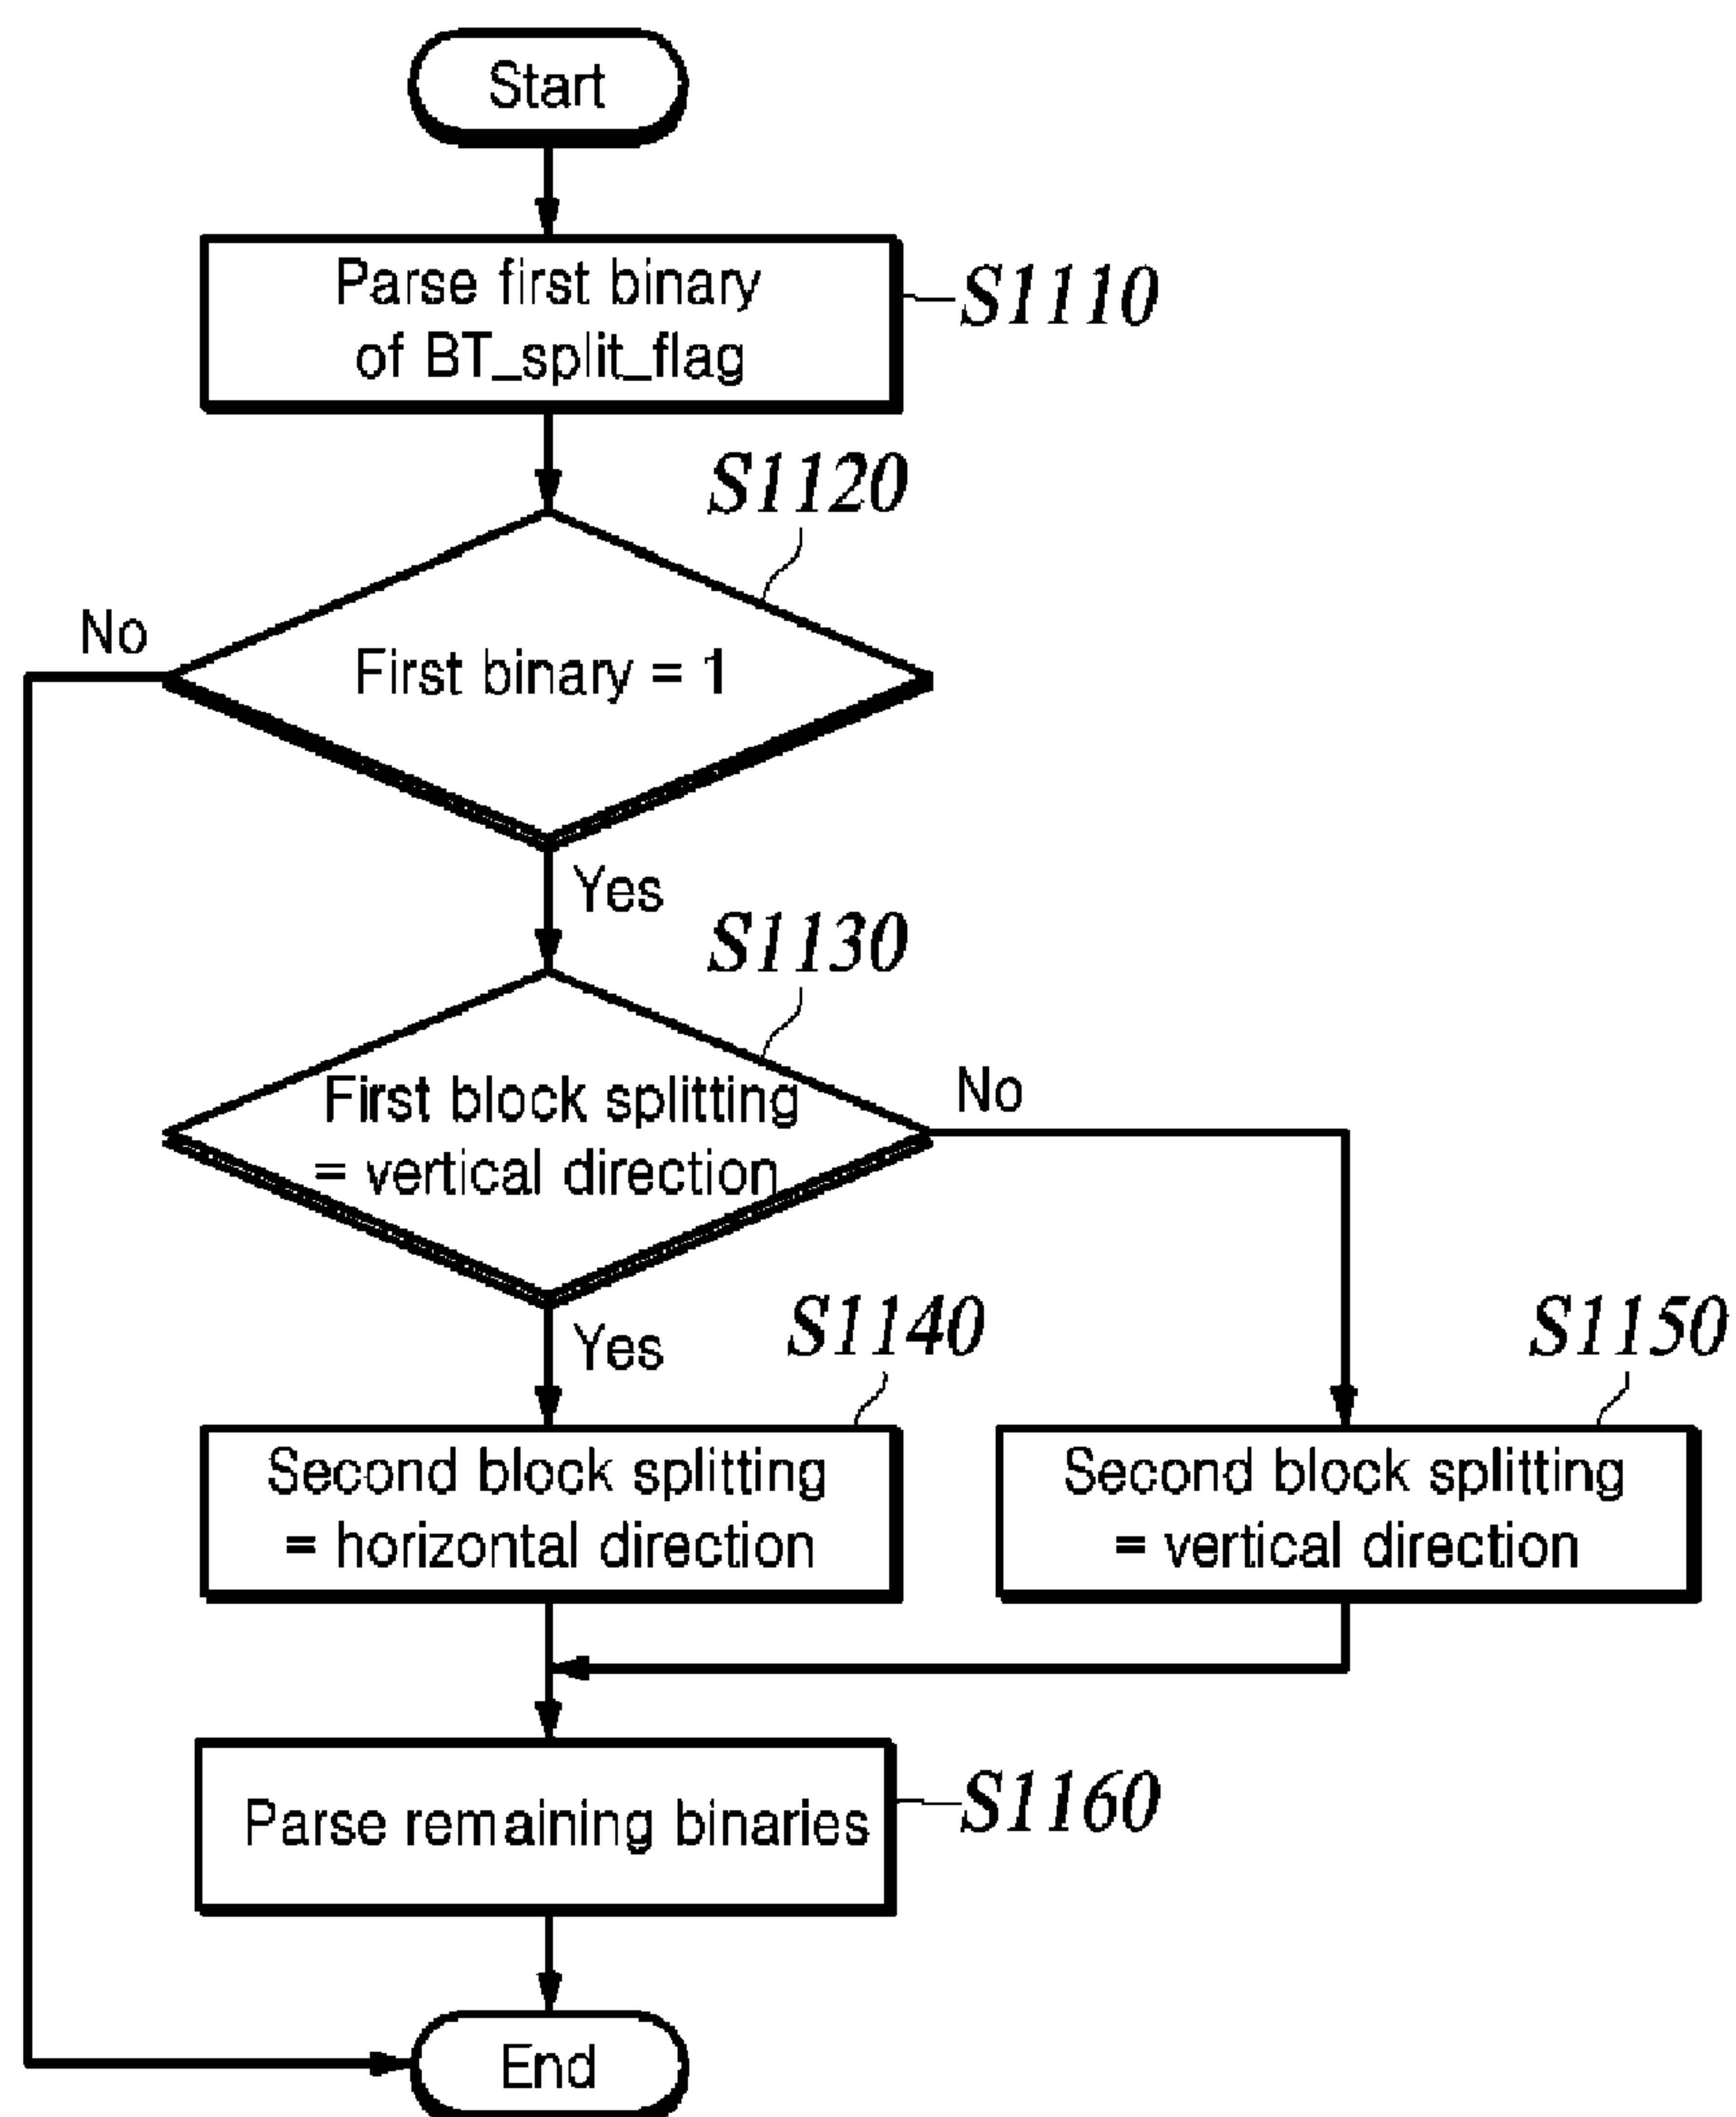 Start
Parse first binary
of BT_split_flag
S1110
S1120
No
First binary = 1
Yes
S1130
First block splitting
= vertical direction
No
Yes
S1140
S1150
Second block splitting
= horizontal direction
Second block splitting
= vertical direction
Parse remaining binaries
S1160
End